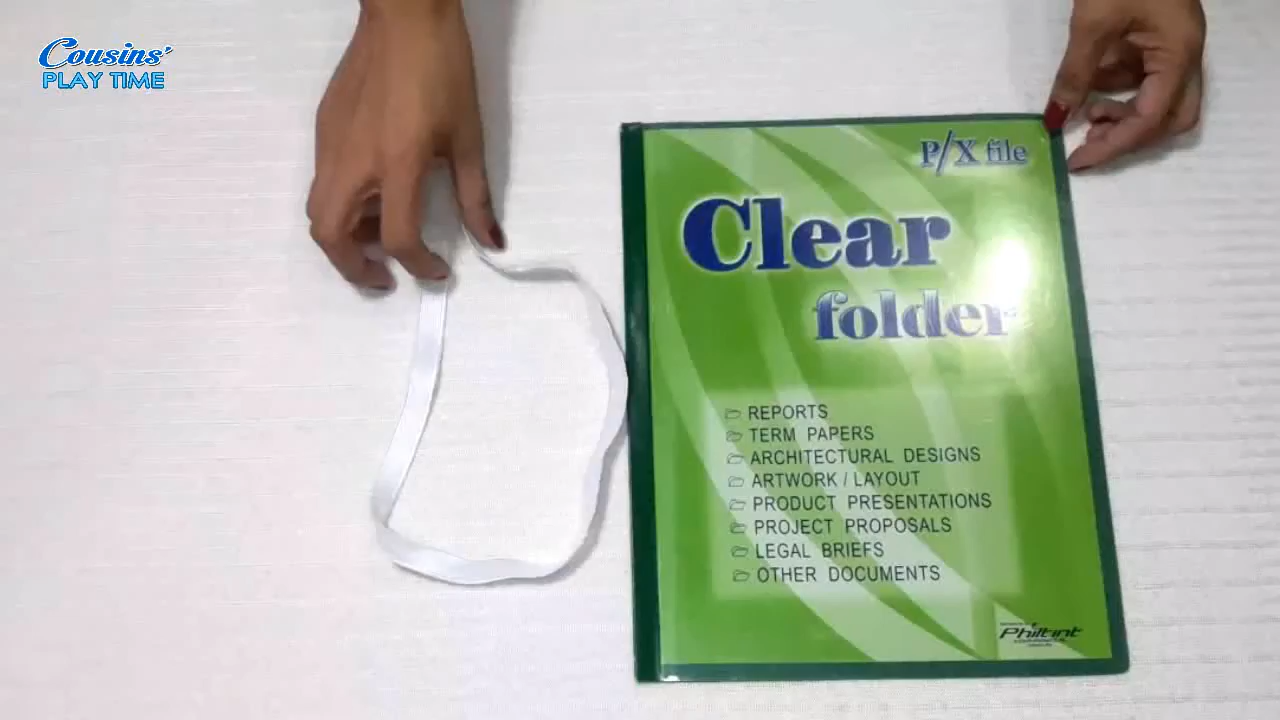 Cousins'
PLAY TIME
P/X file
Clear
folder
REPORTS
TERM PAPERS
ARCHITECTURAL DESIGNS
ARTWORK / LAYOUT
PRODUCT PRESENTATIONS
PROJECT PROPOSALS
LEGAL BRIEFS
OTHER DOCUMENTS
Philtint